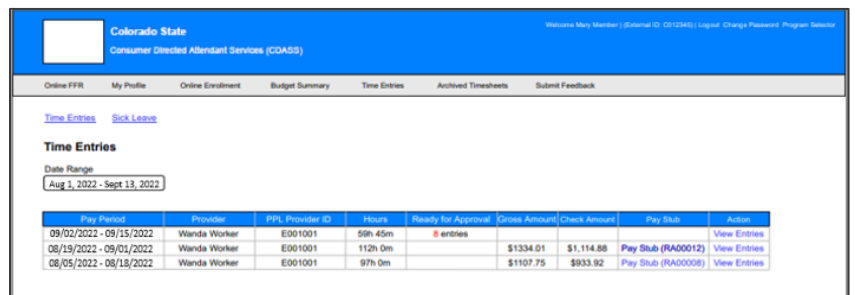 Colorado State
Welcome Mary Member | (External ID: C012345) | Logout Change Password Program Selector
Consumer Directed Attendant Services (CDASS)
Online FFR My Profile Online Enrollment Budget Summary Time Entries Archived Timesheets Submit Feedback
Time Entries Sick Leave
Time Entries
Date Range
Aug 1, 2022 - Sept 13, 2022
Pay Period Provider PPL Provider ID Hours Ready for Approval Gross Amount Check Amount Pay Stub Action
09/02/2022 - 09/15/2022 Wanda Worker E001001 59h 45m 8 entries View Entries
08/19/2022 - 09/01/2022 Wanda Worker E001001 112h 0m $1334.01 $1,114.88 Pay Stub (RA00012) View Entries
08/05/2022 - 08/18/2022 Wanda Worker E001001 97h 0m $1107.75 $933.92 Pay Stub (RA00008) View Entries